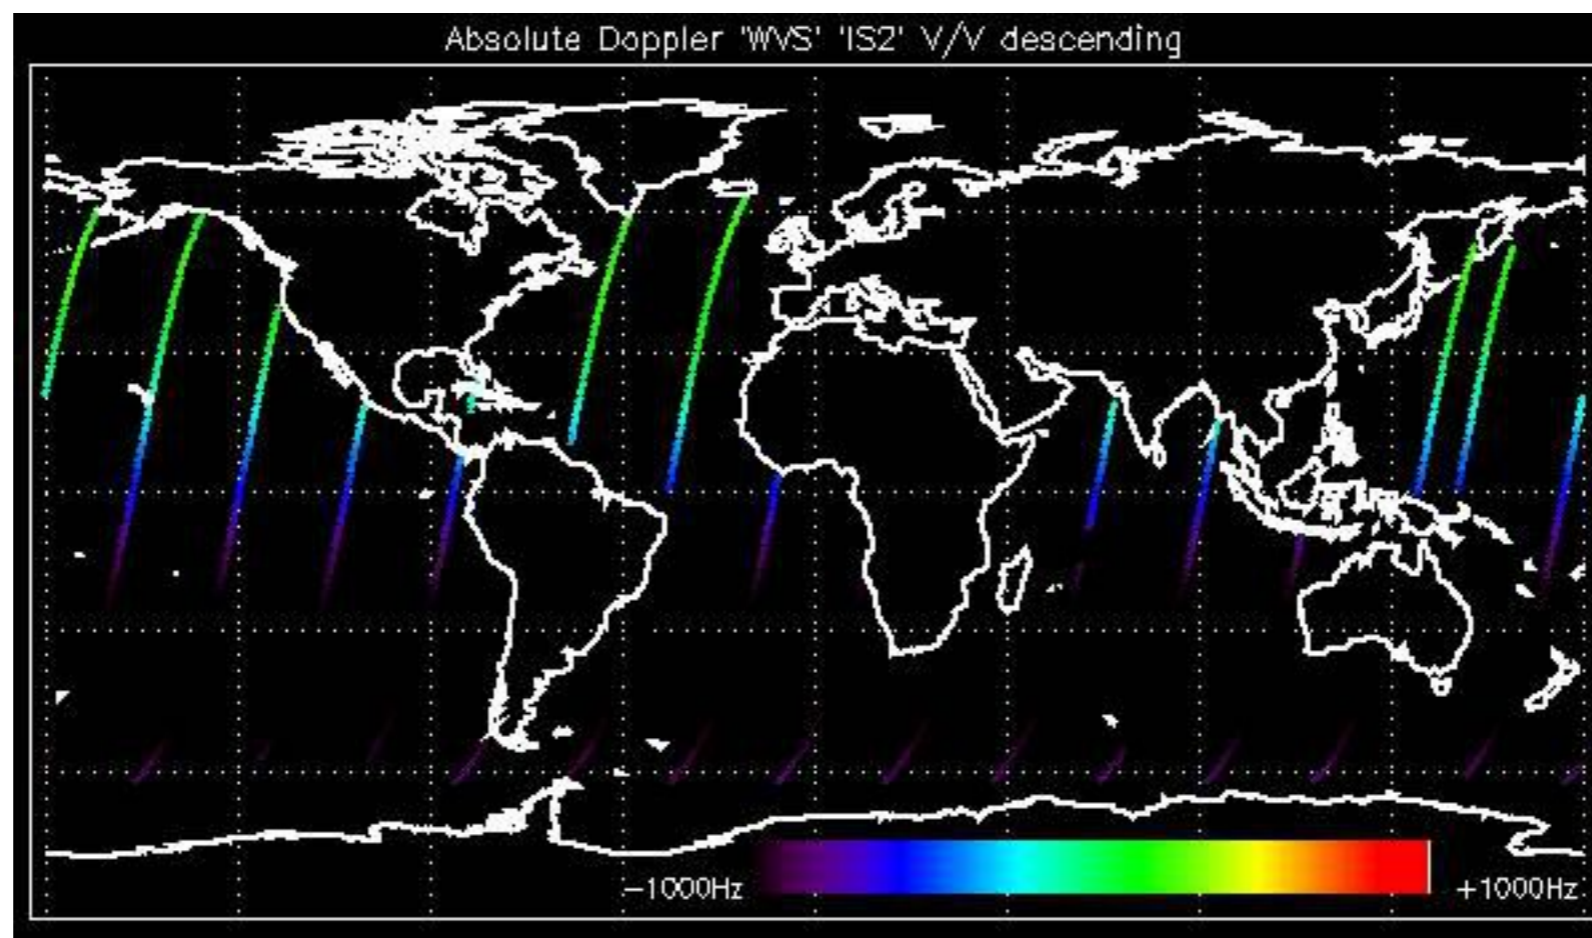 Absolute Doppler 'WVS' 'IS2' V/V descending
−1000Hz +1000Hz